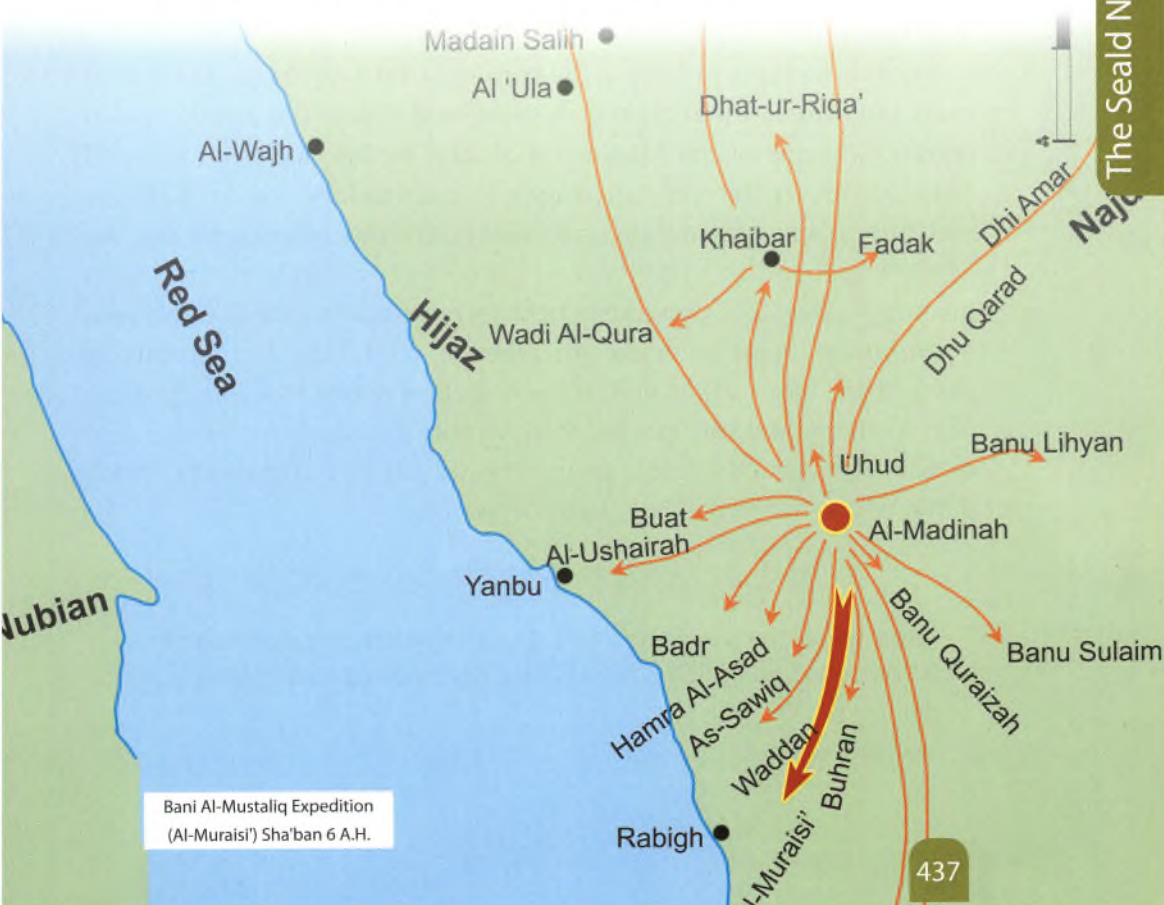 The Seald N
Madain Salih
Al 'Ula
Dhat-ur-Riqa'
Al-Wajh
Dhi Amar
Khaibar
Fadak
Red Sea
Hijaz
Wadi Al-Qura
Dhu Qarad
Banu Lihyan
Uhud
Buat
Al-Madinah
Al-Ushairah
Yanbu
Nubian
Badr
Banu Quraizah
Banu Sulaim
Hamra Al-Asad
As-Sawiq
Waddan
Buhran
Bani Al-Mustaliq Expedition
(Al-Muraisi') Sha'ban 6 A.H.
Rabigh
l-Muraisi'
437